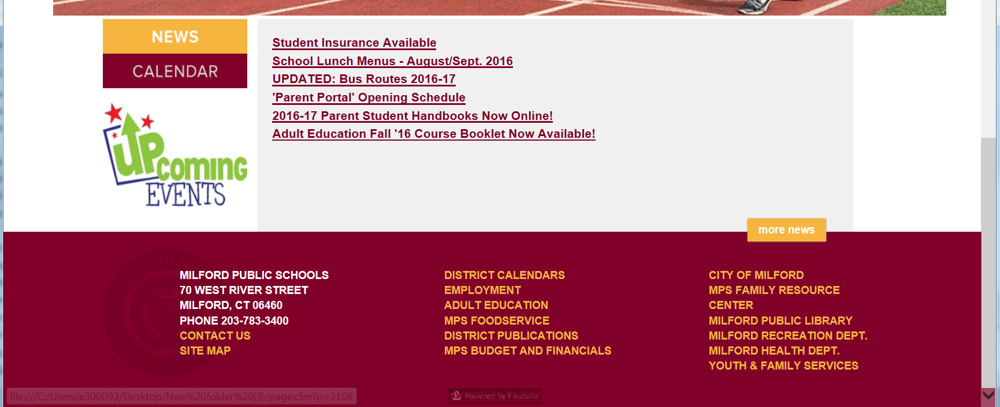 NEWS
CALENDAR
UPcoming
EVENTS
Student Insurance Available
School Lunch Menus - August/Sept. 2016
UPDATED: Bus Routes 2016-17
'Parent Portal' Opening Schedule
2016-17 Parent Student Handbooks Now Online!
Adult Education Fall '16 Course Booklet Now Available!
more news
MILFORD PUBLIC
MILFORD PUBLIC SCHOOLS
70 WEST RIVER STREET
MILFORD, CT 06460
PHONE 203-783-3400
CONTACT US
SITE MAP
DISTRICT CALENDARS
EMPLOYMENT
ADULT EDUCATION
MPS FOODSERVICE
DISTRICT PUBLICATIONS
MPS BUDGET AND FINANCIALS
CITY OF MILFORD
MPS FAMILY RESOURCE
CENTER
MILFORD PUBLIC LIBRARY
MILFORD RECREATION DEPT.
MILFORD HEALTH DEPT.
YOUTH & FAMILY SERVICES
file:///C:/Users/e300093/Desktop/New%20folder%20(3)/page.cfm?p=3108
Powered by Finalsite